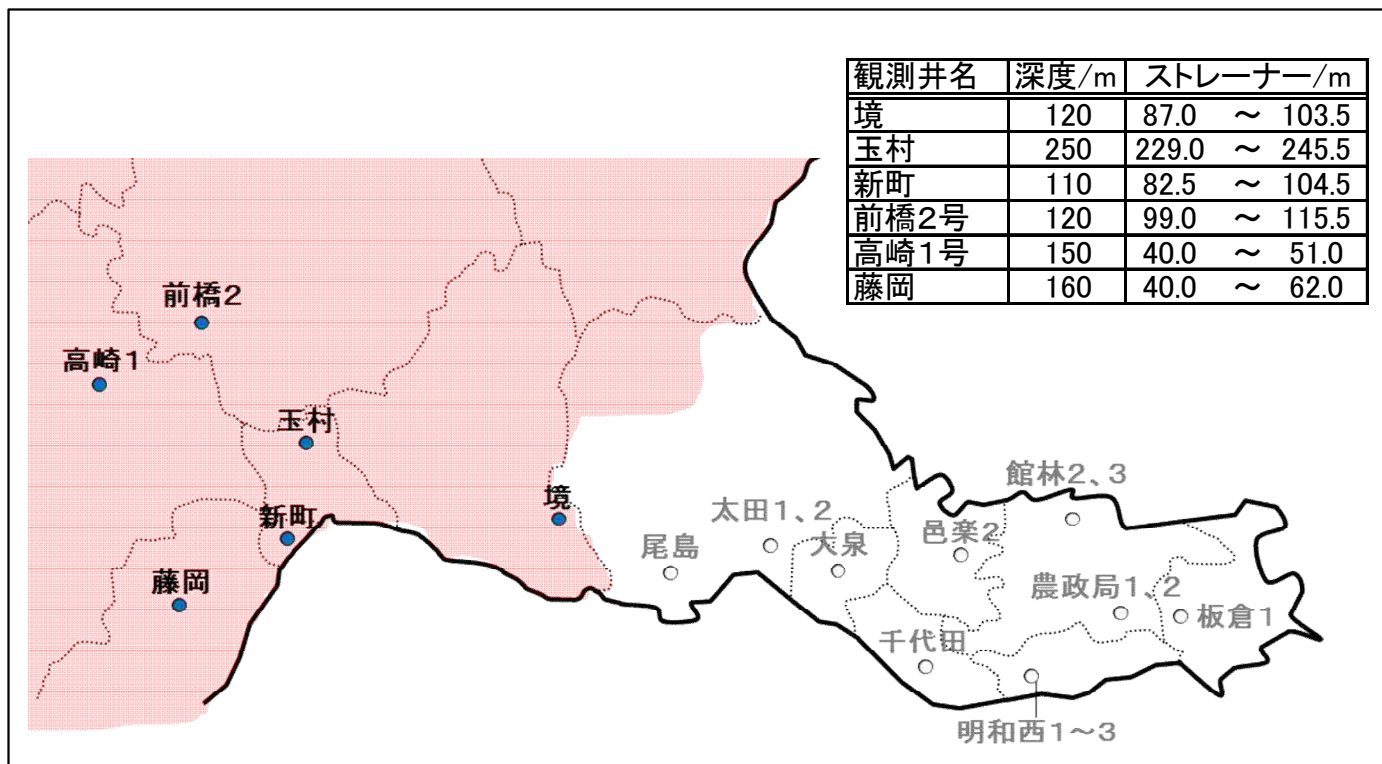 観測井名 深度/m ストレーナー/m
境 120 87.0 ～ 103.5
玉村 250 229.0 ～ 245.5
新町 110 82.5 ～ 104.5
前橋２号 120 99.0 ～ 115.5
高崎１号 150 40.0 ～ 51.0
藤岡 160 40.0 ～ 62.0
前橋2
高崎1
玉村
境
新町
藤岡
館林2、3
太田1、2
邑楽2
尾島
大泉
農政局1、2
板倉1
千代田
明和西1～3